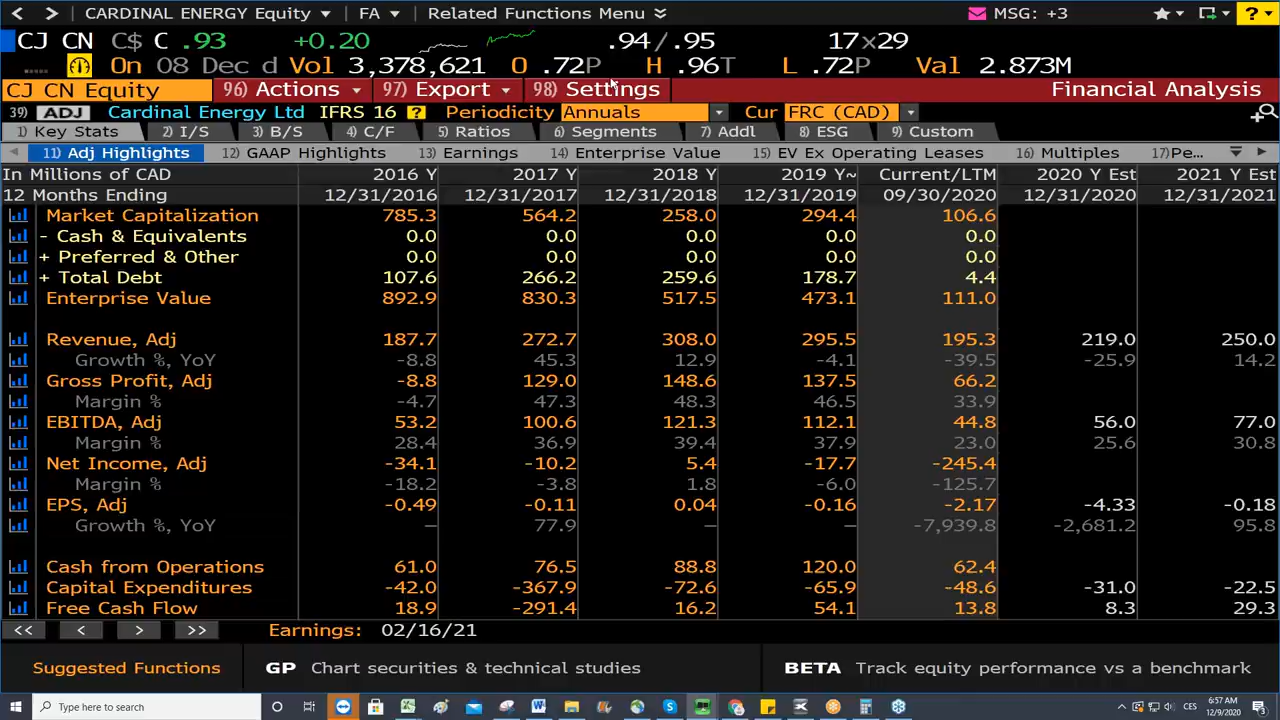 CARDINAL ENERGY Equity FA Related Functions Menu MSG: +3 ?
CJ CN C$ C .93 +0.20 .94/.95 17x29
On 08 Dec d Vol 3,378,621 O .72P H .96T L .72P Val 2.873M
CJ CN Equity 96) Actions 97) Export 98) Settings Financial Analysis
39) ADJ Cardinal Energy Ltd IFRS 16 ? Periodicity Annuals Cur FRC (CAD)
1) Key Stats 2) I/S 3) B/S 4) C/F 5) Ratios 6) Segments 7) Addl 8) ESG 9) Custom
11) Adj Highlights 12) GAAP Highlights 13) Earnings 14) Enterprise Value 15) EV Ex Operating Leases 16) Multiples 17) Pe...
In Millions of CAD 2016 Y 2017 Y 2018 Y 2019 Y~ Current/LTM 2020 Y Est 2021 Y Est
12 Months Ending 12/31/2016 12/31/2017 12/31/2018 12/31/2019 09/30/2020 12/31/2020 12/31/2021
Market Capitalization 785.3 564.2 258.0 294.4 106.6
- Cash & Equivalents 0.0 0.0 0.0 0.0 0.0
+ Preferred & Other 0.0 0.0 0.0 0.0 0.0
+ Total Debt 107.6 266.2 259.6 178.7 4.4
Enterprise Value 892.9 830.3 517.5 473.1 111.0
Revenue, Adj 187.7 272.7 308.0 295.5 195.3 219.0 250.0
Growth %, YoY -8.8 45.3 12.9 -4.1 -39.5 -25.9 14.2
Gross Profit, Adj -8.8 129.0 148.6 137.5 66.2
Margin % -4.7 47.3 48.3 46.5 33.9
EBITDA, Adj 53.2 100.6 121.3 112.1 44.8 56.0 77.0
Margin % 28.4 36.9 39.4 37.9 23.0 25.6 30.8
Net Income, Adj -34.1 -10.2 5.4 -17.7 -245.4
Margin % -18.2 -3.8 1.8 -6.0 -125.7
EPS, Adj -0.49 -0.11 0.04 -0.16 -2.17 -4.33 -0.18
Growth %, YoY — 77.9 — — -7,939.8 -2,681.2 95.8
Cash from Operations 61.0 76.5 88.8 120.0 62.4
Capital Expenditures -42.0 -367.9 -72.6 -65.9 -48.6 -31.0 -22.5
Free Cash Flow 18.9 -291.4 16.2 54.1 13.8 8.3 29.3
<< < > >> Earnings: 02/16/21
Suggested Functions GP Chart securities & technical studies BETA Track equity performance vs a benchmark
Type here to search CES 6:57 AM
12/9/2020